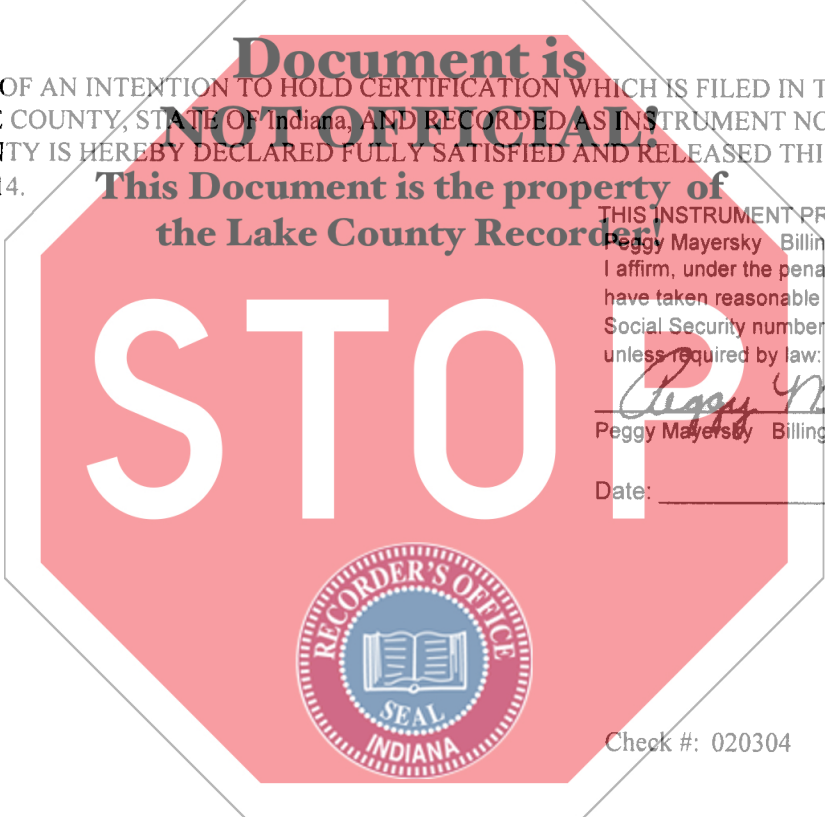 Document is
OF AN INTENTION TO HOLD CERTIFICATION WHICH IS FILED IN T
E COUNTY, STATE OF Indiana, AND RECORDED AS INSTRUMENT NO
NOT OFFICIAL!
TY IS HEREBY DECLARED FULLY SATISFIED AND RELEASED THI
14.
This Document is the property of
the Lake County Recorder!
THIS INSTRUMENT PR
Peggy Mayersky Billin
I affirm, under the pena
have taken reasonable
Social Security number
unless required by law:
Peggy M
Peggy Mayersky Billing
Date:
STOP
RECORDER'S OFFICE
SEAL
INDIANA
Check #: 020304